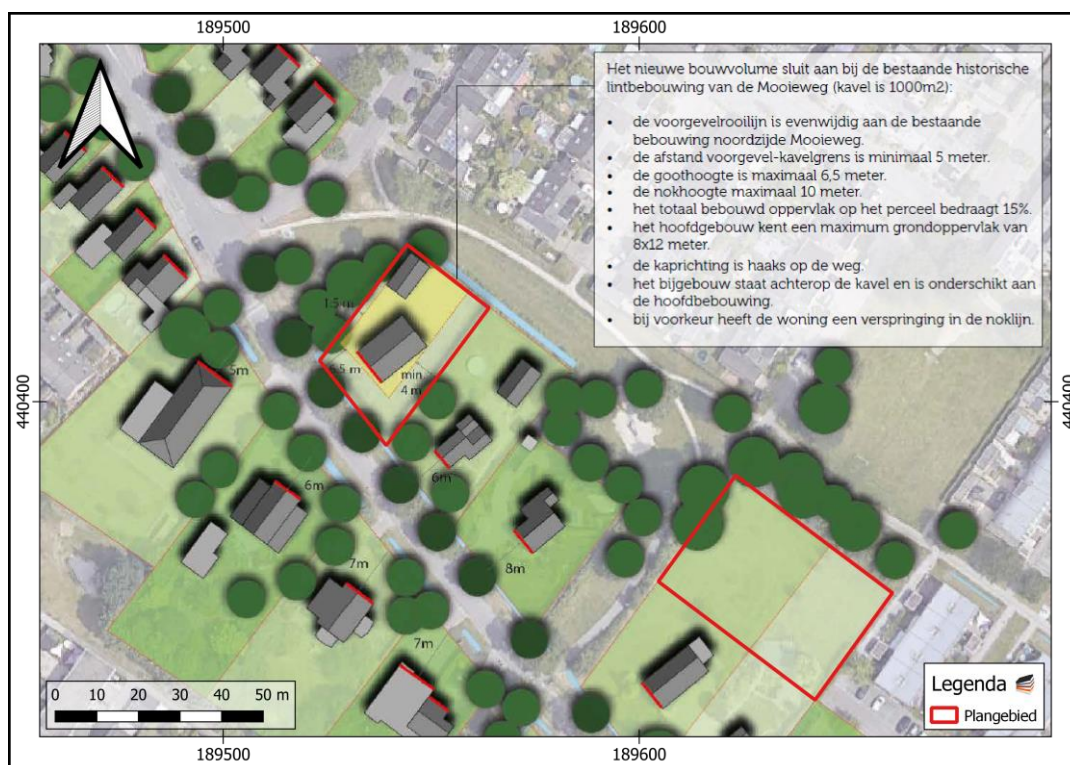 189500
189600
Het nieuwe bouwvolume sluit aan bij de bestaande historische
lintbebouwing van de Mooieweg (kavel is 1000m2):
• de voorgevelrooilijn is evenwijdig aan de bestaande
bebouwing noordzijde Mooieweg.
• de afstand voorgevel-kavelgrens is minimaal 5 meter.
• de goothoogte is maximaal 6,5 meter.
• de nokhoogte maximaal 10 meter.
• het totaal bebouwd oppervlak op het perceel bedraagt 15%.
• het hoofdgebouw kent een maximum grondoppervlak van
8x12 meter.
• de kaprichting is haaks op de weg.
• het bijgebouw staat achterop de kavel en is onderschikt aan
de hoofdbebouwing.
• bij voorkeur heeft de woning een verspringing in de noklijn.
1.5 m
5m
6.5 m
min
4 m
440400
440400
6m
6m
7m
8m
7m
0 10 20 30 40 50 m
Legenda
Plangebied
189500
189600